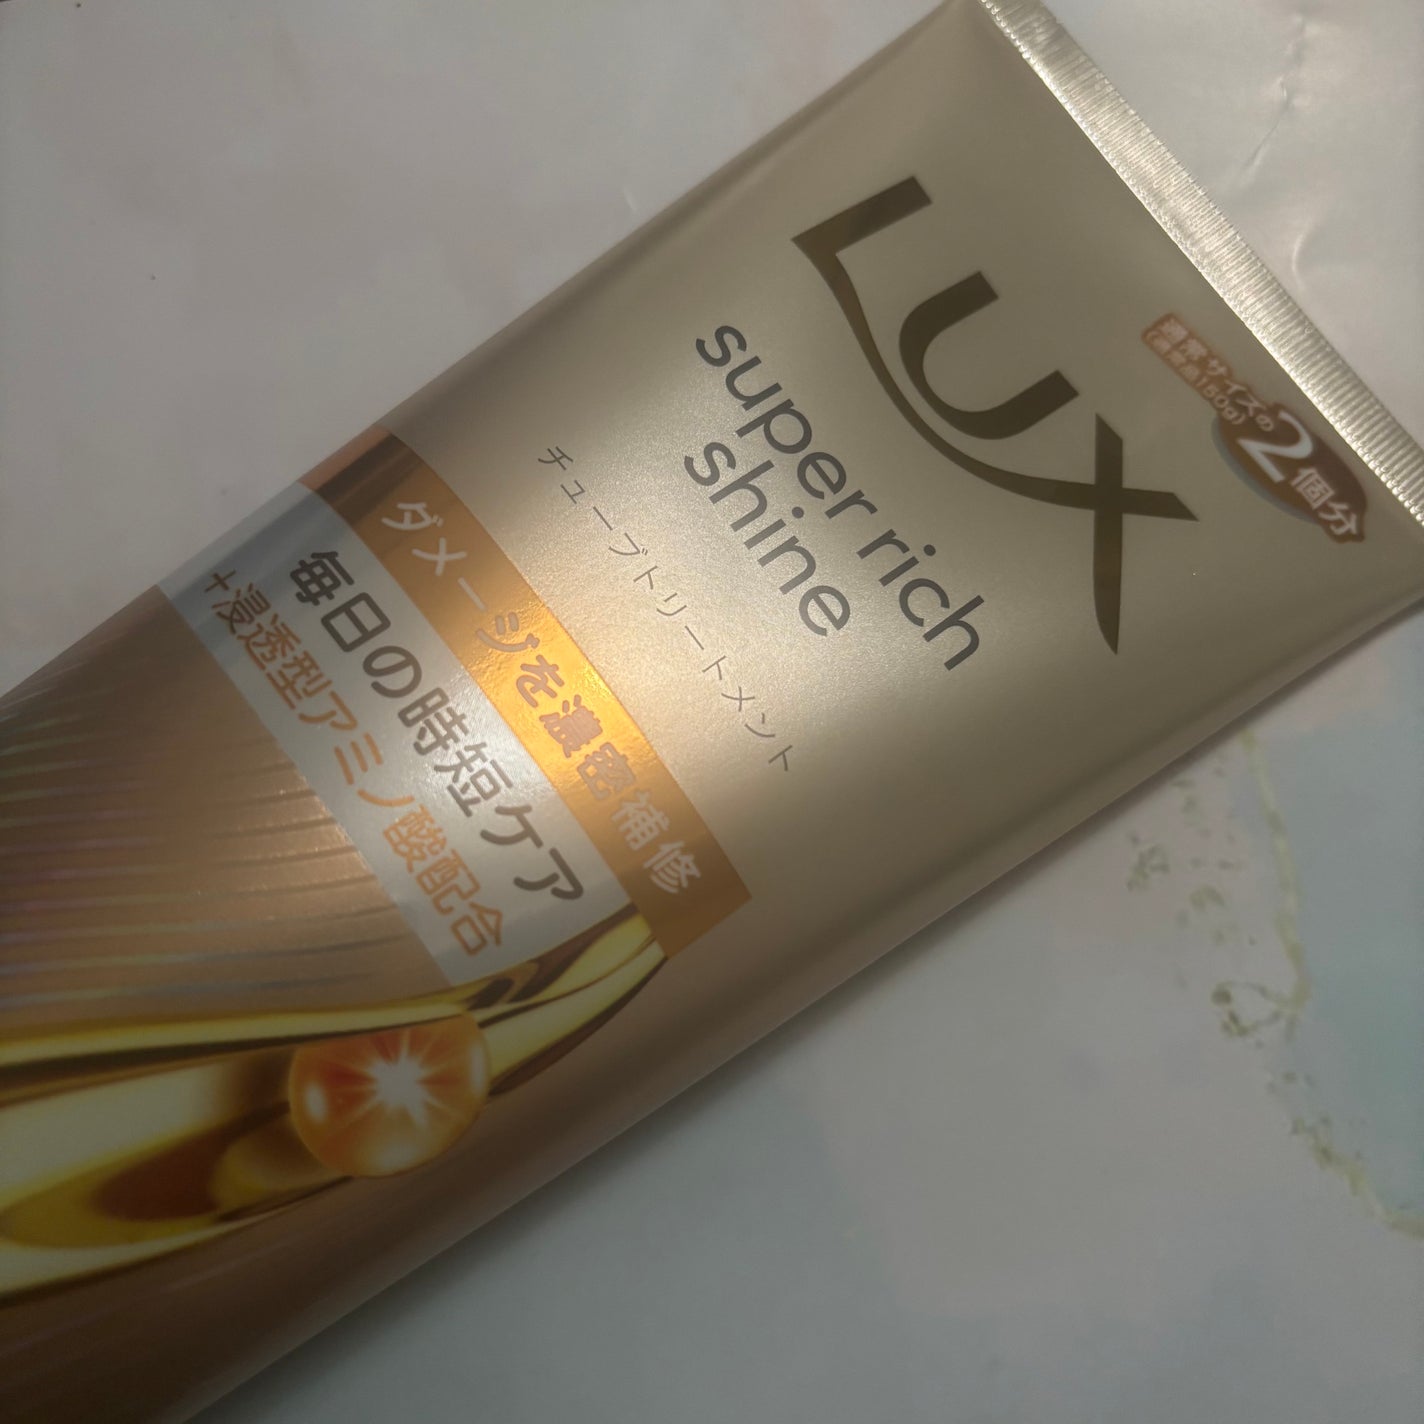 LUX
super rich
shine
チューブトリートメント
通常サイズの
2個分
ダメージを濃密補修
毎日の時短ケア
+浸透型アミノ酸配合